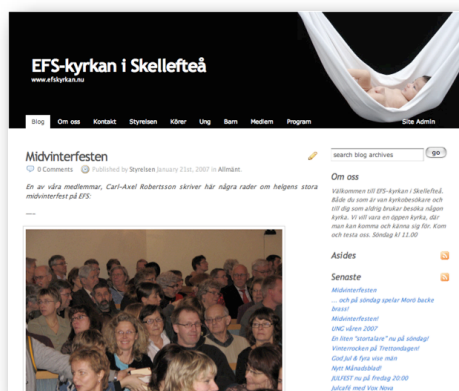 EFS-kyrkan i Skellefteå
www.efskyrkan.nu
Blog Om oss Kontakt Styrelsen Körer Ung Barn Medlem Program Site Admin
Midvinterfesten
0 Comments Published by Styrelsen January 21st, 2007 in Allmänt.
En av våra medlemmar, Carl-Axel Robertsson skriver här några rader om helgens stora
midvinterfest på EFS:
—-
search blog archives go
Om oss
Välkommen till EFS-kyrkan i Skellefteå.
Både du som är van kyrkobesökare och
till dig som aldrig brukar besöka någon
kyrka. Vi vill vara en öppen kyrka, där
man kan komma och känna sig för. Kom
och testa oss. Söndag kl 11.00
Asides
Senaste
Midvinterfesten
... och på söndag spelar Morö backe
brass!
Midvinterfesten!
UNG våren 2007
En liten "startalare" nu på söndag!
Vinterrocken på Trettondagen!
God Jul & fyra vise män
Nytt Månadsblad!
JULFEST nu på fredag 20.00
Julcafé med Vox Nova